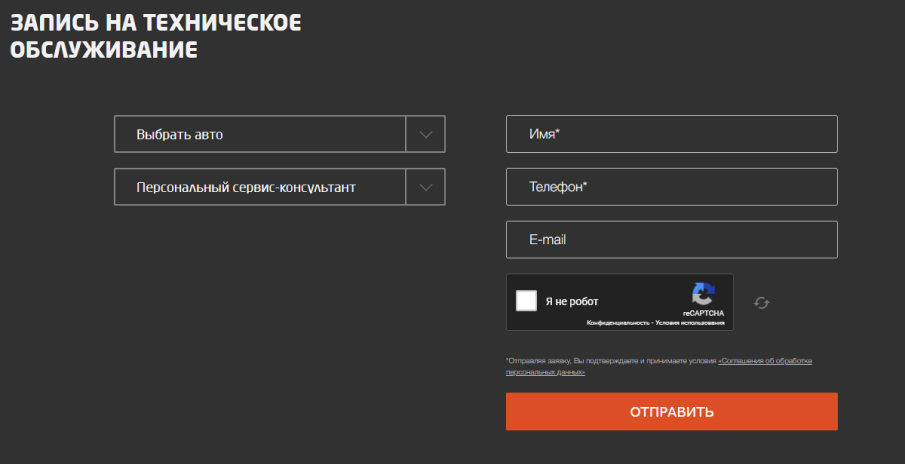 ЗАПИСЬ НА ТЕХНИЧЕСКОЕ
ОБСЛУЖИВАНИЕ
Выбрать авто
Персональный сервис-консультант
Имя*
Телефон*
E-mail
Я не робот
reCAPTCHA
Конфиденциальность - Условия использования
*Отправляя заявку, Вы подтверждаете и принимаете условия «Соглашения об обработке
персональных данных»
ОТПРАВИТЬ